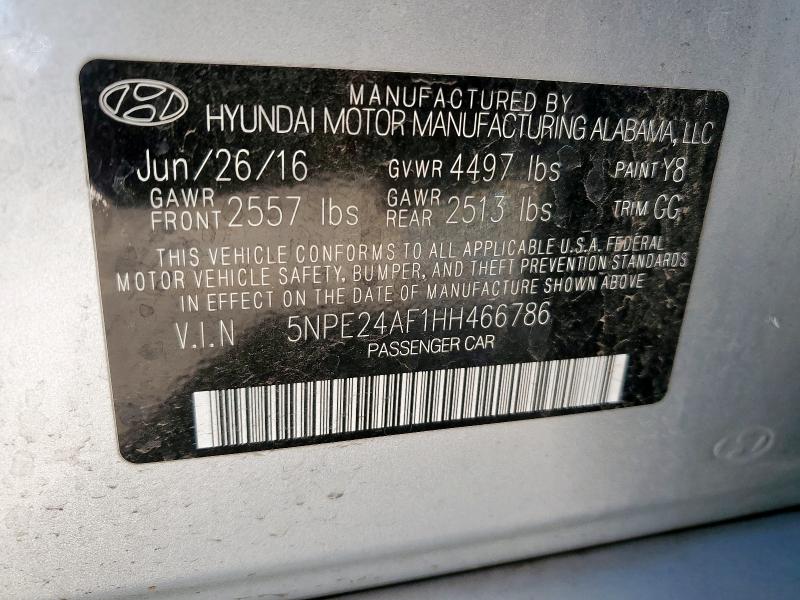 MANUFACTURED BY
HYUNDAI MOTOR MANUFACTURING ALABAMA, LLC
Jun/26/16 GVWR 4497 lbs PAINT Y8
GAWR FRONT 2557 lbs GAWR REAR 2513 lbs TRIM GG
THIS VEHICLE CONFORMS TO ALL APPLICABLE U.S.A. FEDERAL
MOTOR VEHICLE SAFETY, BUMPER, AND THEFT PREVENTION STANDARDS
IN EFFECT ON THE DATE OF MANUFACTURE SHOWN ABOVE
V.I.N 5NPE24AF1HH466786
PASSENGER CAR